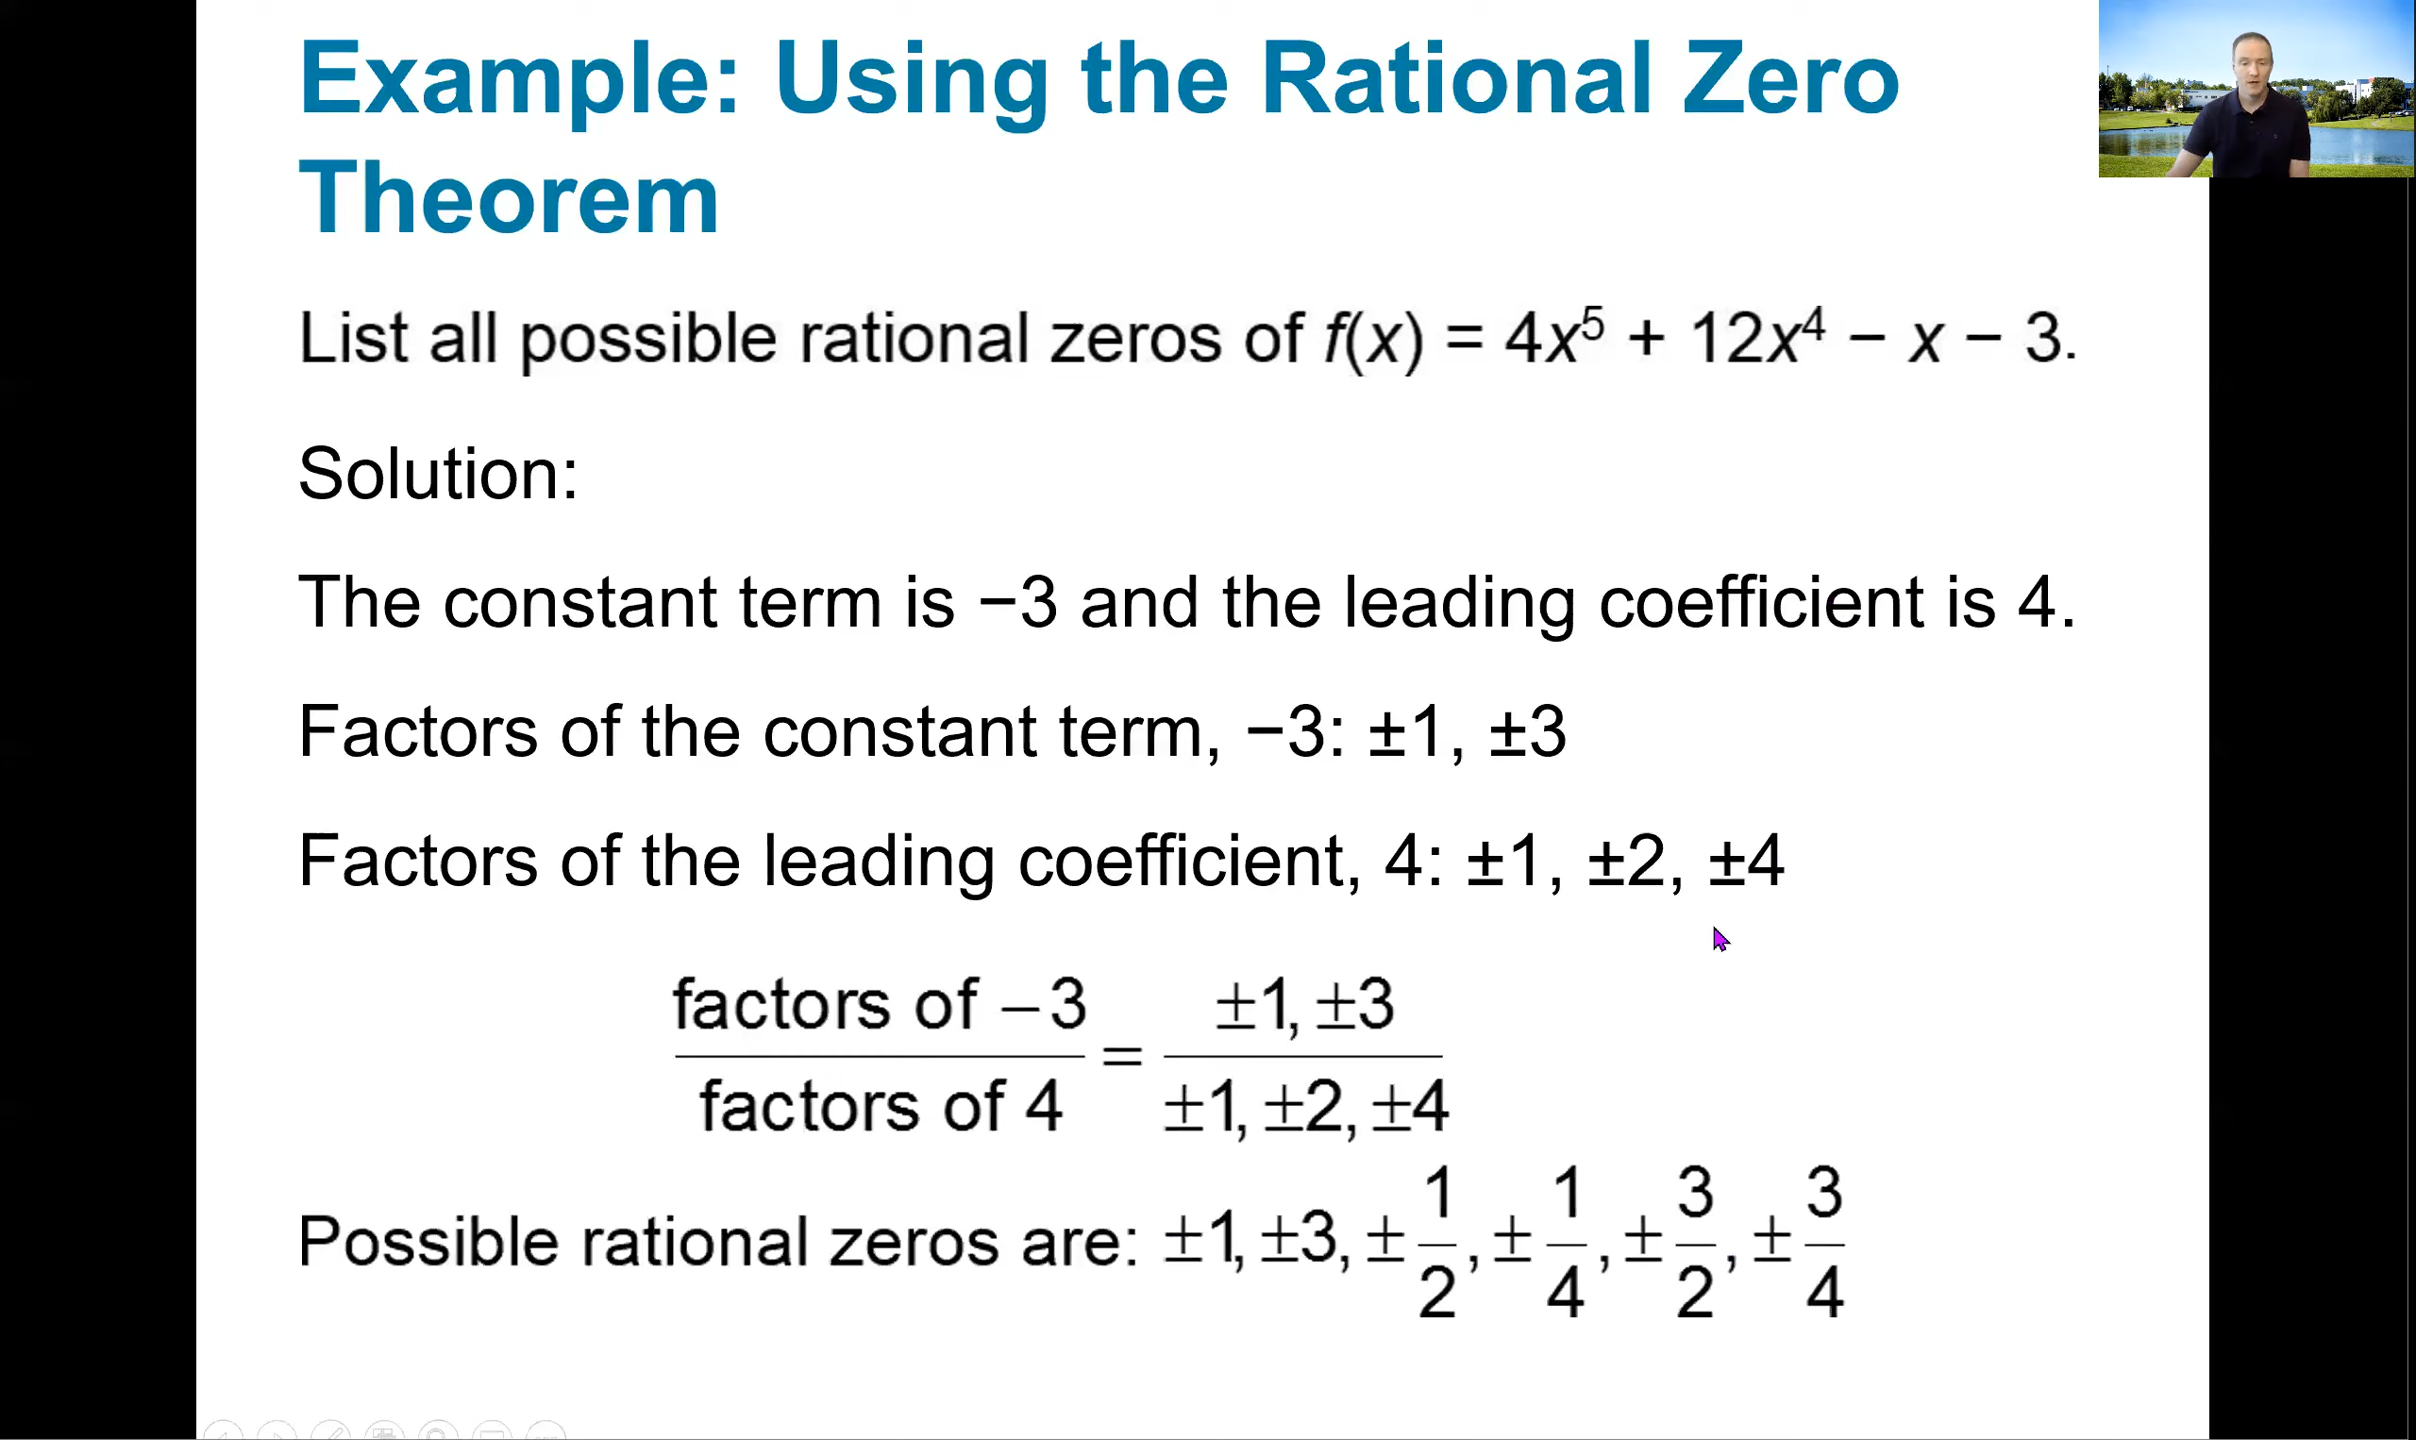 Example: Using the Rational Zero
Theorem
List all possible rational zeros of f(x) = 4x⁵ + 12x⁴ − x − 3.
Solution:
The constant term is −3 and the leading coefficient is 4.
Factors of the constant term, −3: ±1, ±3
Factors of the leading coefficient, 4: ±1, ±2, ±4
factors of −3 / factors of 4 = ±1, ±3 / ±1, ±2, ±4
Possible rational zeros are: ±1, ±3, ±1/2, ±1/4, ±3/2, ±3/4